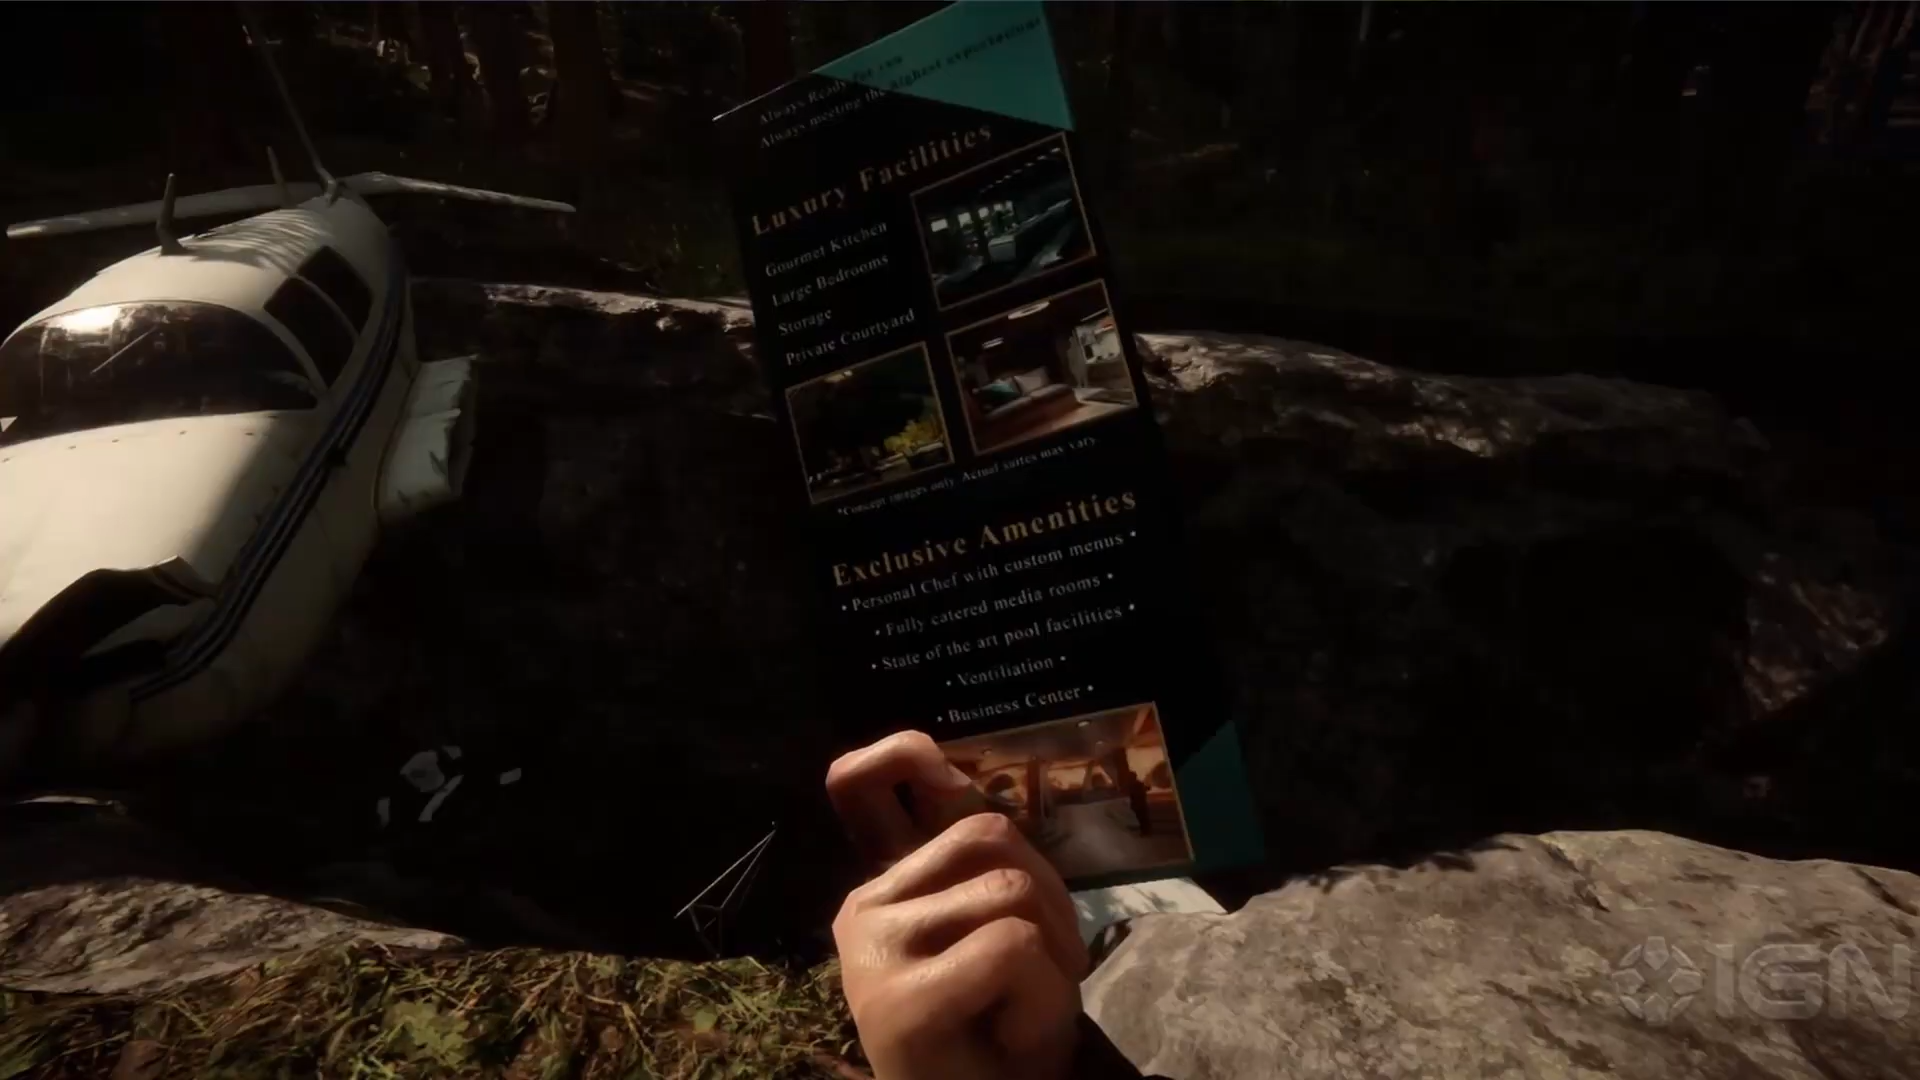 Always Ready for you
Always meeting the highest expectations
Luxury Facilities
Gourmet Kitchen
Large Bedrooms
Storage
Private Courtyard
*Concept images only. Actual suites may vary.
Exclusive Amenities
• Personal Chef with custom menus •
• Fully catered media rooms •
• State of the art pool facilities •
• Ventiliation •
• Business Center •
IGN